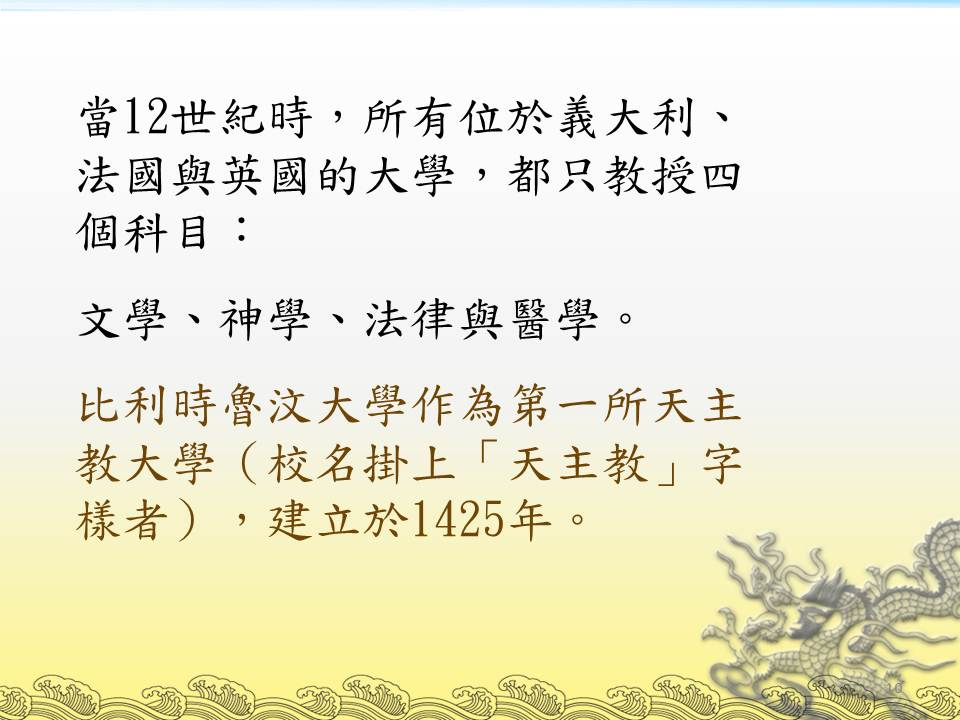 當12世紀時，所有位於義大利、
法國與英國的大學，都只教授四
個科目：
文學、神學、法律與醫學。
比利時魯汶大學作為第一所天主
教大學（校名掛上「天主教」字
樣者），建立於1425年。